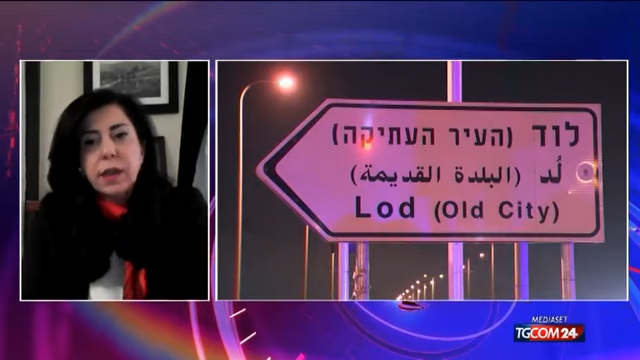 לוד (העיר העתיקה)
لُد (البلدة القديمة)
Lod (Old City)
MEDIASET
TGCOM24